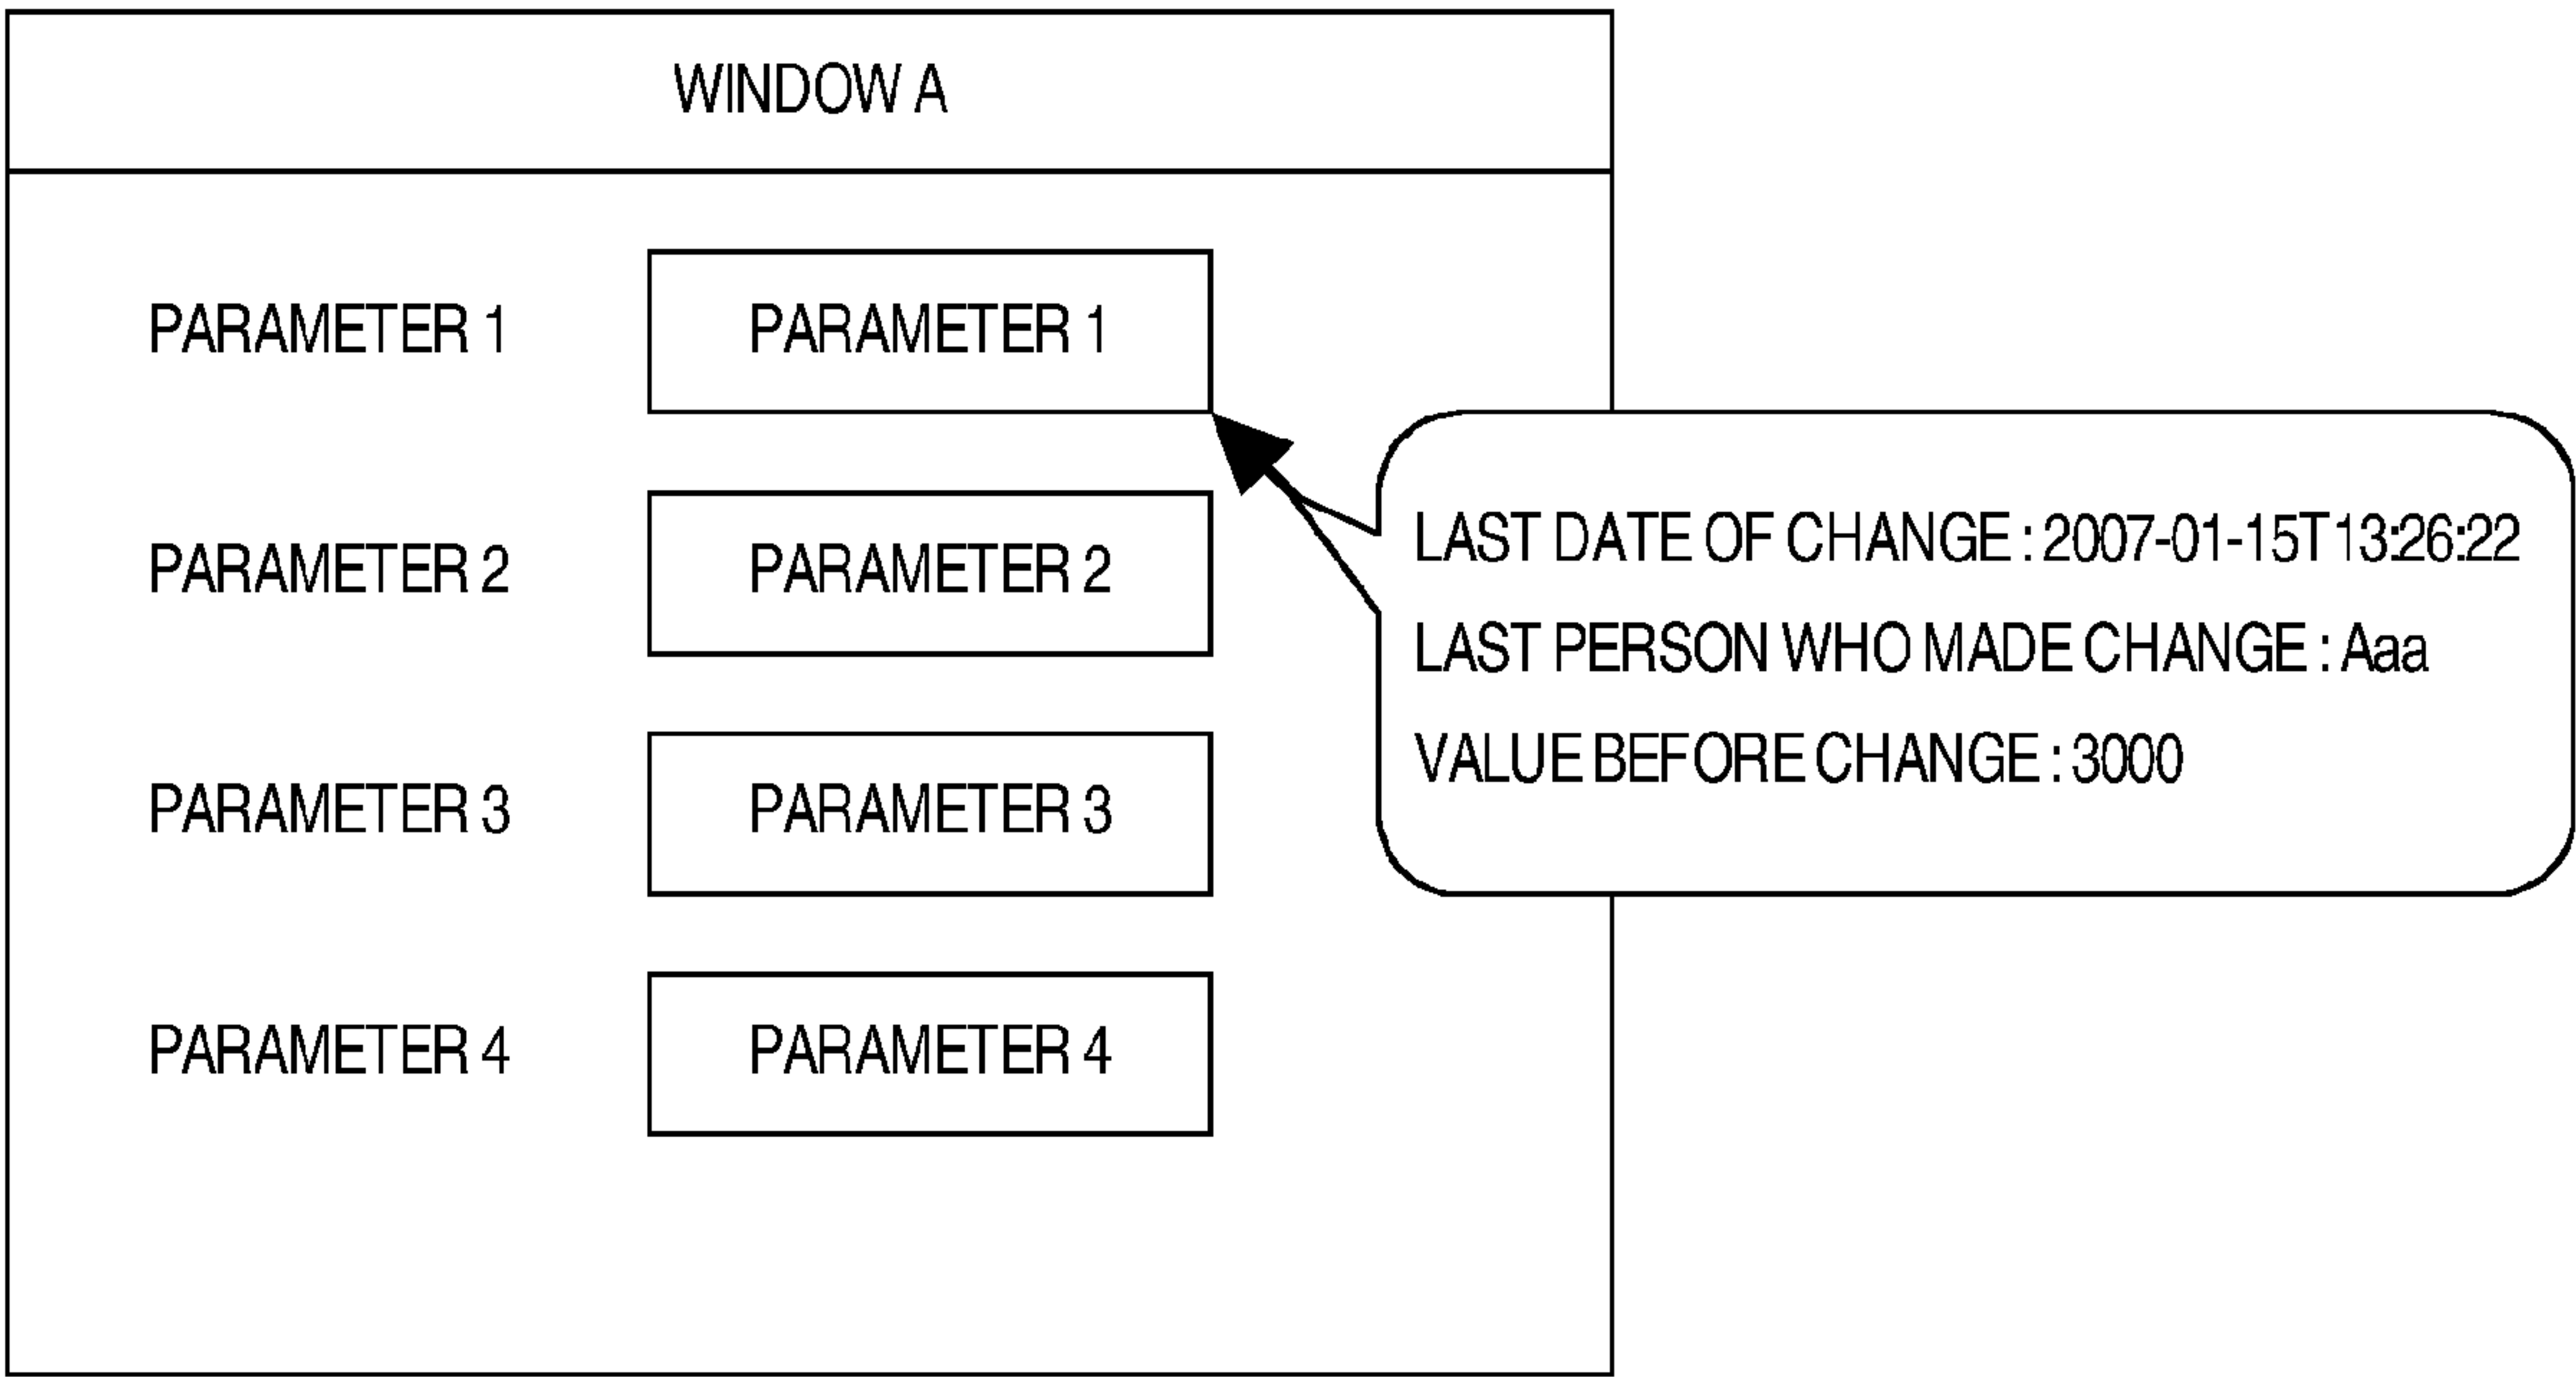 WINDOW A
PARAMETER 1 PARAMETER 1
PARAMETER 2 PARAMETER 2
PARAMETER 3 PARAMETER 3
PARAMETER 4 PARAMETER 4
LAST DATE OF CHANGE : 2007-01-15T13:26:22
LAST PERSON WHO MADE CHANGE : Aaa
VALUE BEFORE CHANGE : 3000